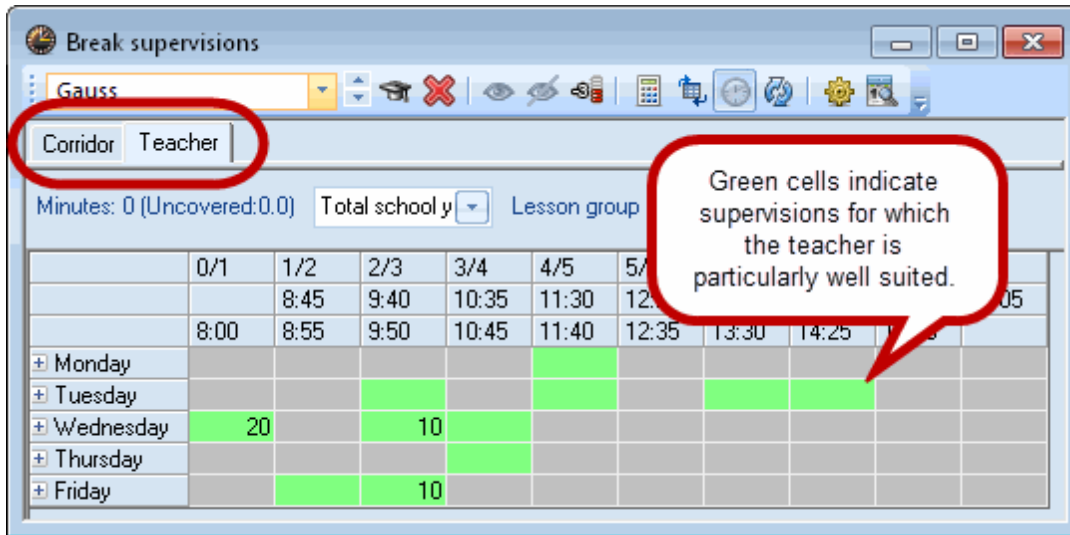 Break supervisions
Gauss
Corridor Teacher
Minutes: 0 (Uncovered:0.0) Total school y Lesson group
Green cells indicate
supervisions for which
the teacher is
particularly well suited.
0/1 1/2 2/3 3/4 4/5 5/
8:45 9:40 10:35 11:30 12: 05
8:00 8:55 9:50 10:45 11:40 12:35 13:30 14:25
Monday
Tuesday
Wednesday 20 10
Thursday
Friday 10